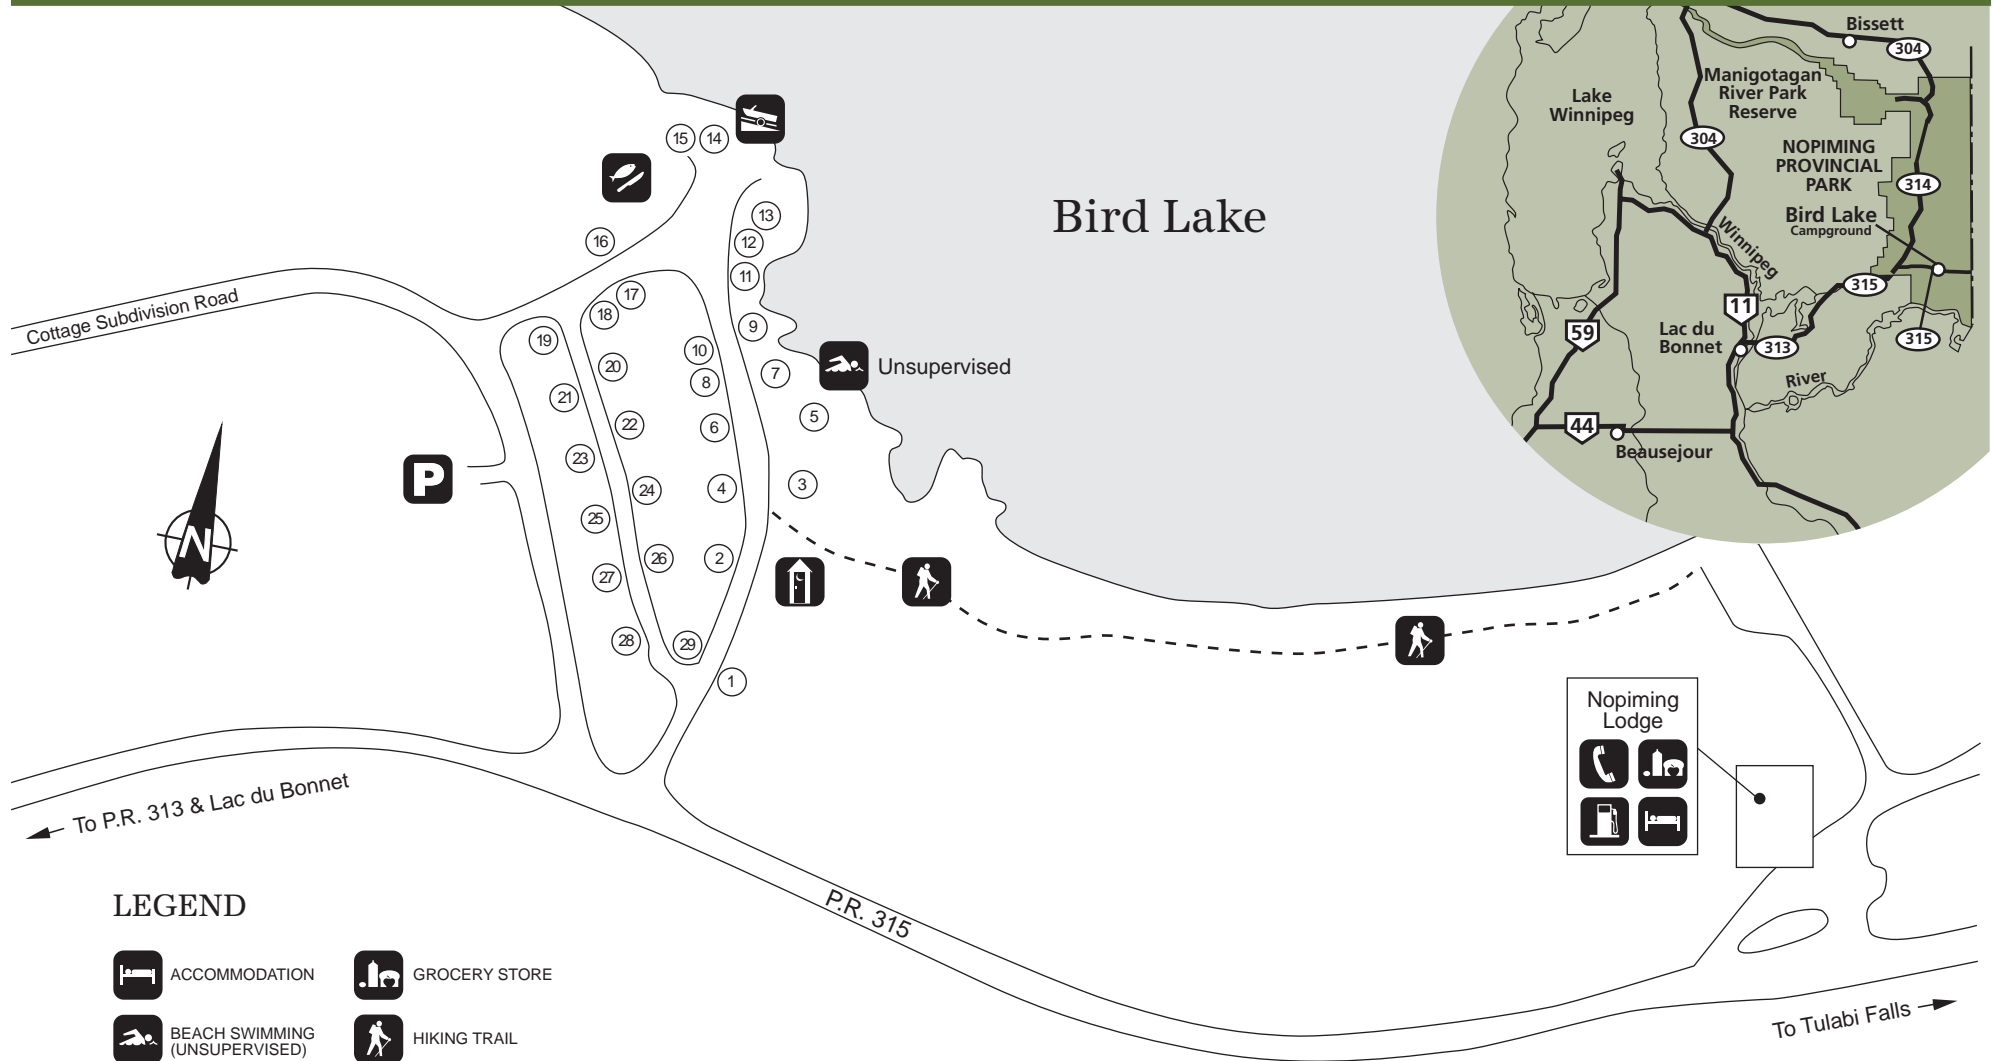 Bird Lake
Cottage Subdivision Road
Unsupervised
15
14
16
13
12
11
17
18
9
19
10
20
8
7
21
5
22
6
23
24
4
3
25
26
2
27
28
29
1
P
N
To P.R. 313 & Lac du Bonnet
P.R. 315
To Tulabi Falls
Nopiming
Lodge
Bissett
304
Manigotagan
River Park
Reserve
Lake
Winnipeg
304
NOPIMING
PROVINCIAL
PARK
314
Bird Lake
Campground
Winnipeg
315
11
59
Lac du
Bonnet
313
315
River
44
Beausejour
LEGEND
ACCOMMODATION
GROCERY STORE
BEACH SWIMMING
(UNSUPERVISED)
HIKING TRAIL